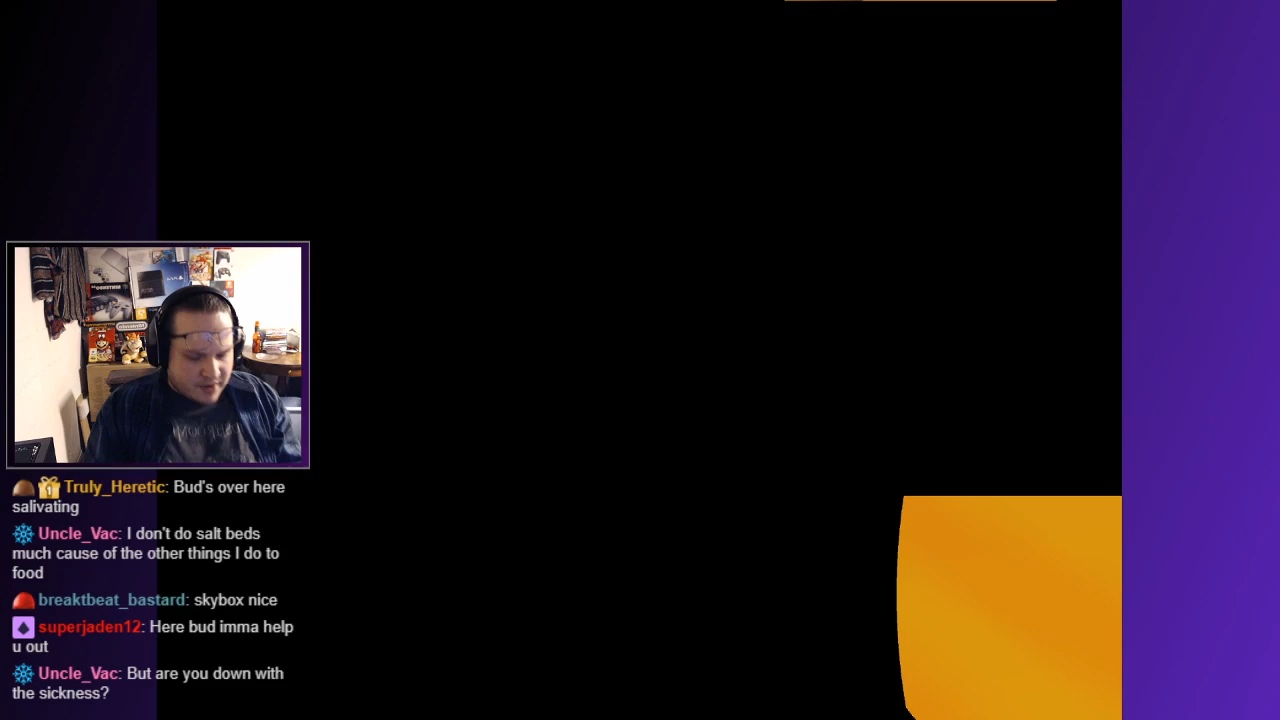 Truly_Heretic: Bud's over here
salivating
Uncle_Vac: I don't do salt beds
much cause of the other things I do to
food
breaktbeat_bastard: skybox nice
superjaden12: Here bud imma help
u out
Uncle_Vac: But are you down with
the sickness?